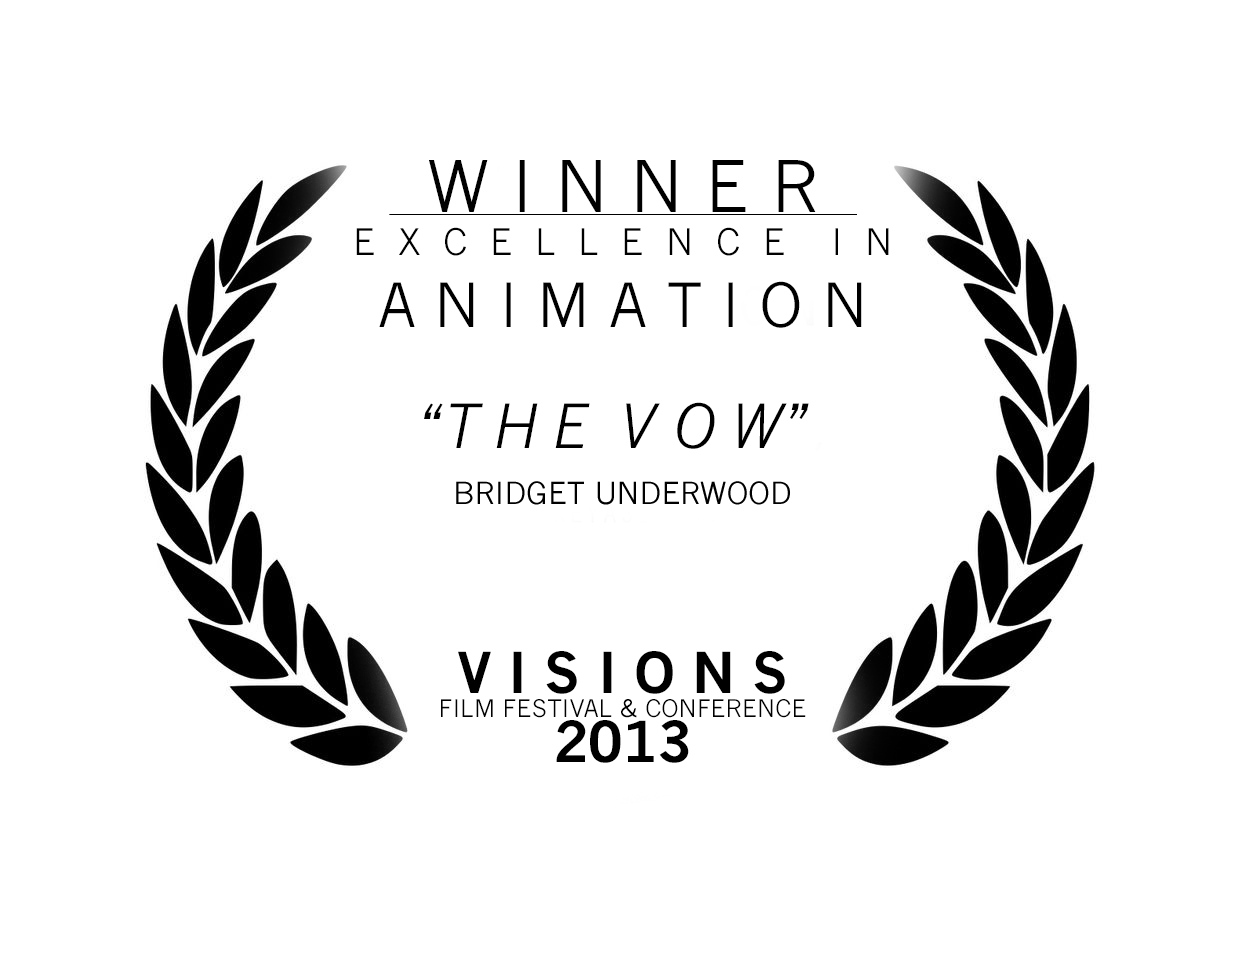 WINNER
EXCELLENCE IN
ANIMATION
“THE VOW”
BRIDGET UNDERWOOD
VISIONS
FILM FESTIVAL & CONFERENCE
2013